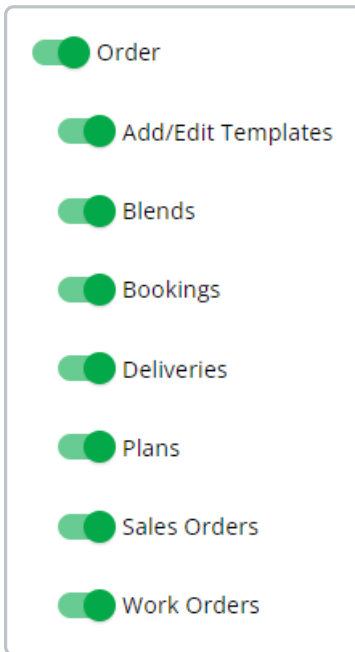 Order
Add/Edit Templates
Blends
Bookings
Deliveries
Plans
Sales Orders
Work Orders